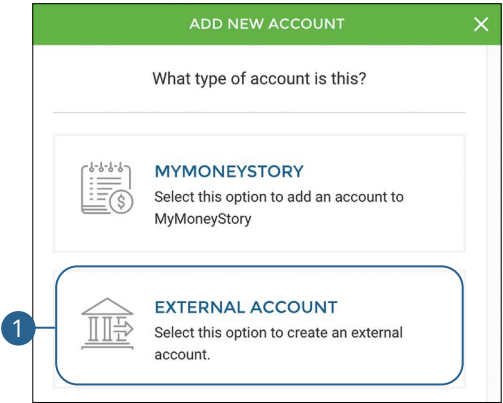 ADD NEW ACCOUNT
What type of account is this?
MYMONEYSTORY
Select this option to add an account to
MyMoneyStory
$
1
EXTERNAL ACCOUNT
Select this option to create an external
account.